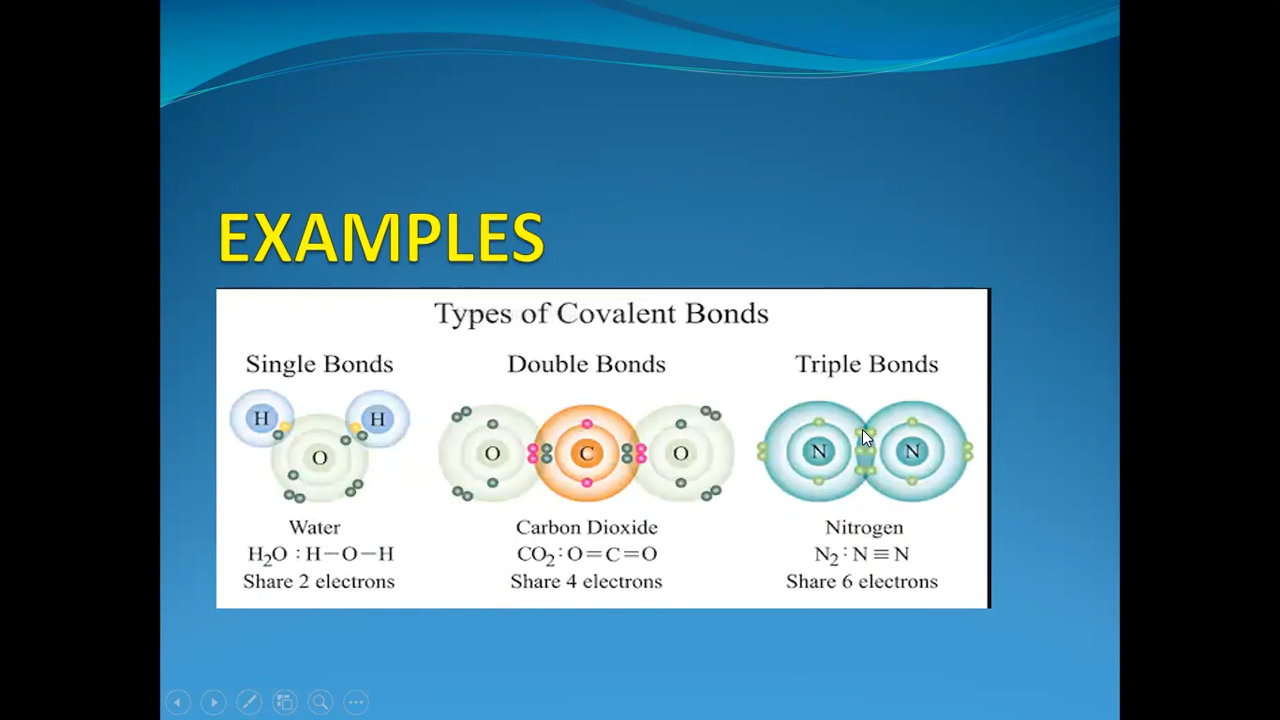 EXAMPLES
Types of Covalent Bonds
Single Bonds Double Bonds Triple Bonds
H H O
O C O
N N
Water Carbon Dioxide Nitrogen
H₂O : H—O—H CO₂ : O=C=O N₂ : N≡N
Share 2 electrons Share 4 electrons Share 6 electrons